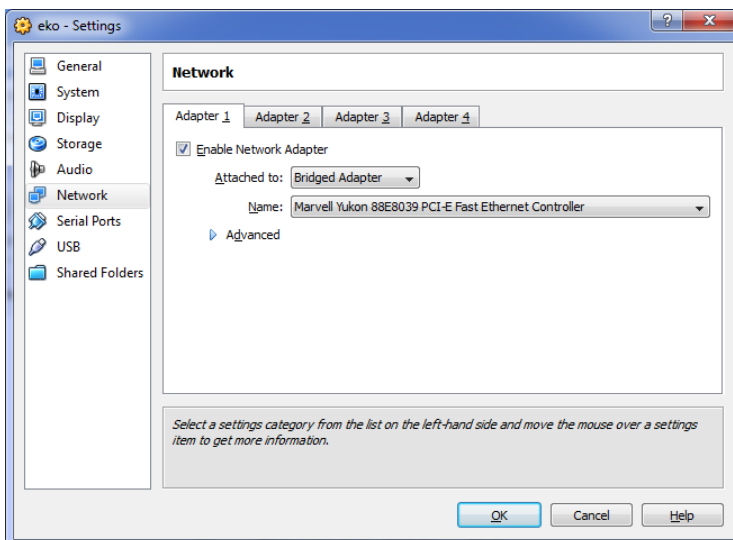 eko - Settings
General
System
Display
Storage
Audio
Network
Serial Ports
USB
Shared Folders
Network
Adapter 1 Adapter 2 Adapter 3 Adapter 4
Enable Network Adapter
Attached to: Bridged Adapter
Name: Marvell Yukon 88E8039 PCI-E Fast Ethernet Controller
Advanced
Select a settings category from the list on the left-hand side and move the mouse over a settings
item to get more information.
OK Cancel Help